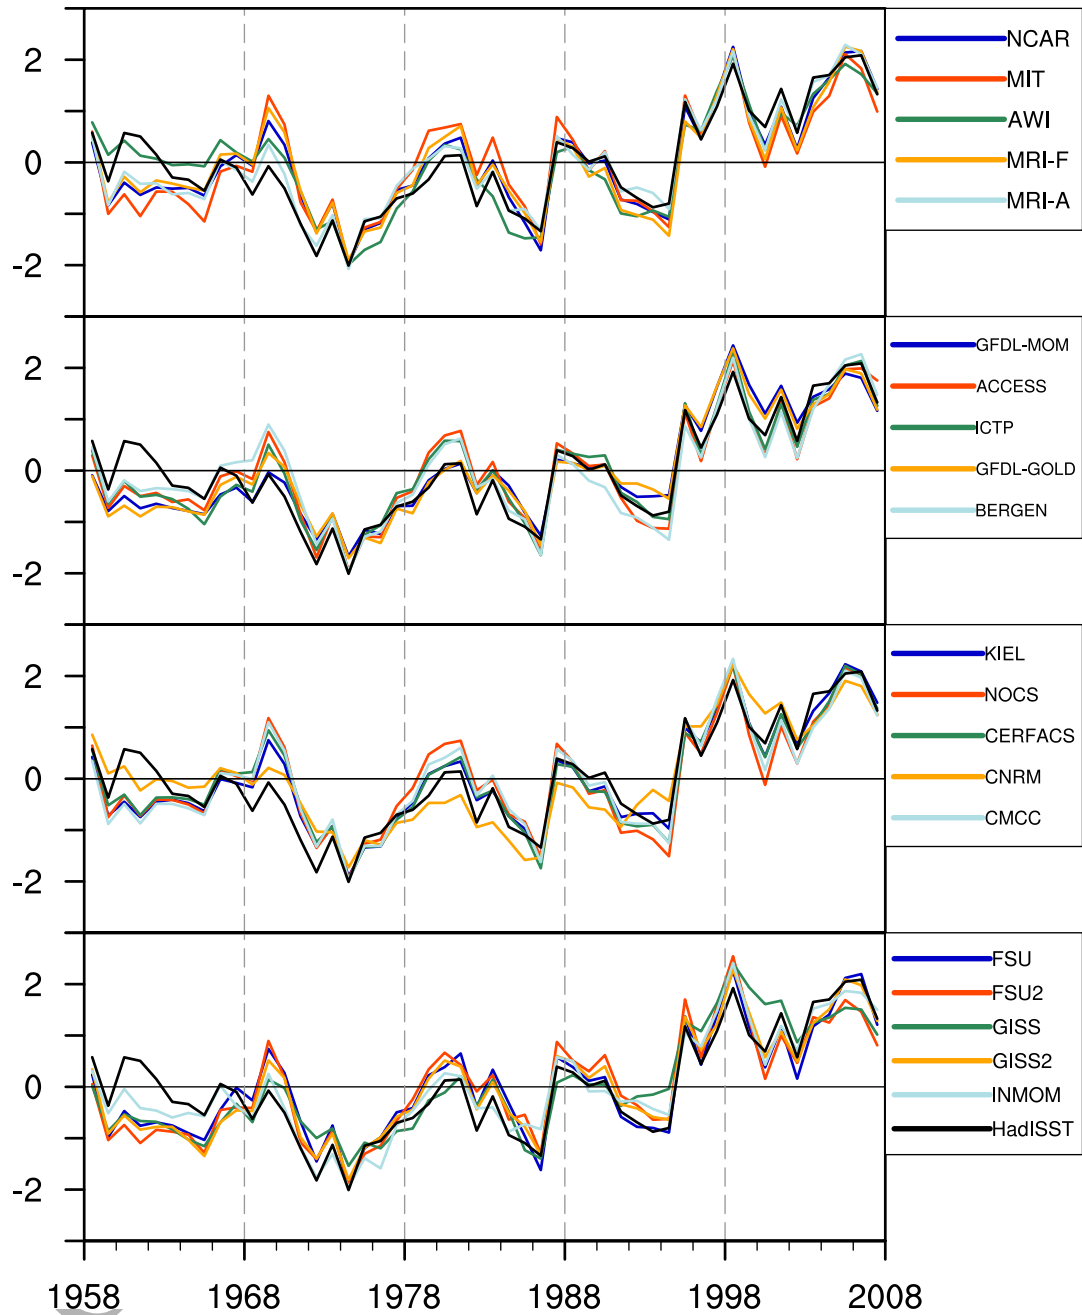 2
0
-2
NCAR
MIT
AWI
MRI-F
MRI-A
2
0
-2
GFDL-MOM
ACCESS
ICTP
GFDL-GOLD
BERGEN
2
0
-2
KIEL
NOCS
CERFACS
CNRM
CMCC
2
0
-2
FSU
FSU2
GISS
GISS2
INMOM
HadISST
1958 1968 1978 1988 1998 2008